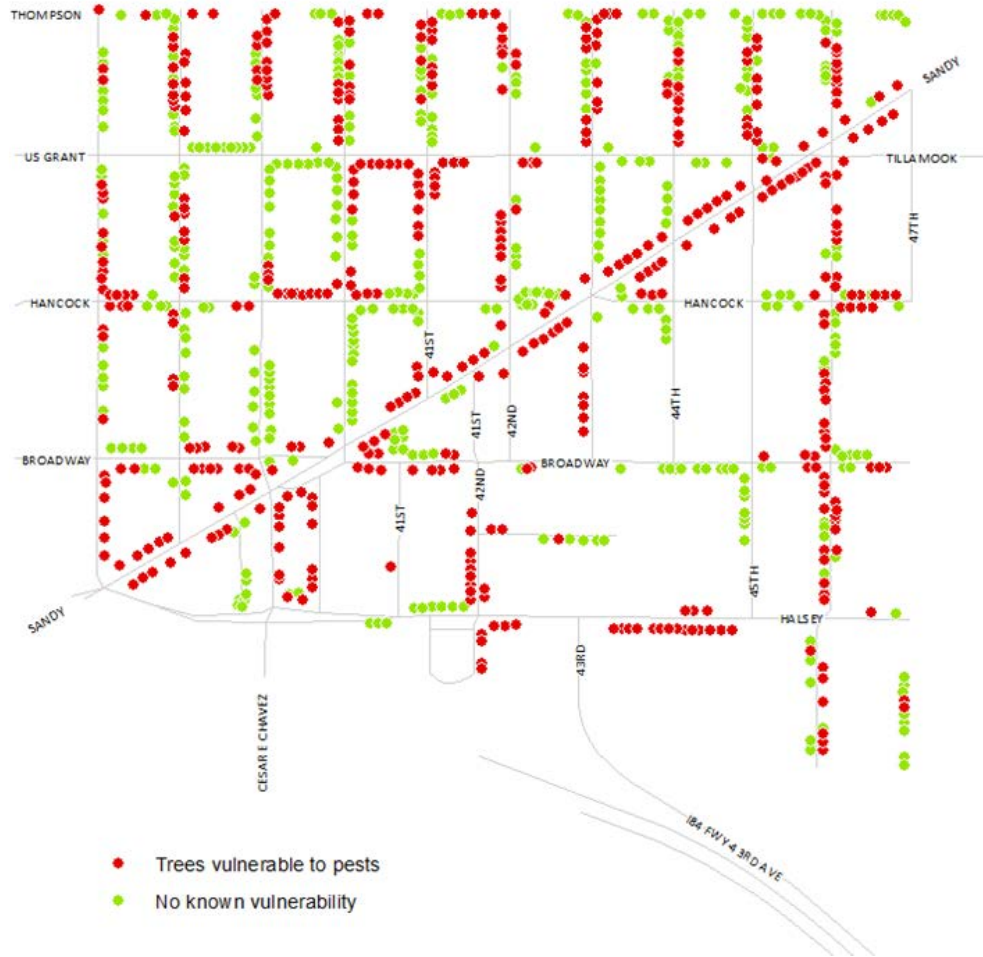 THOMPSON
SANDY
US GRANT
TILLAMOOK
47TH
HANCOCK
HANCOCK
41ST
44TH
41ST
42ND
BROADWAY
BROADWAY
42ND
41ST
45TH
SANDY
HALSEY
43RD
CESAR E CHAVEZ
I84 FWY-43RD AVE
Trees vulnerable to pests
No known vulnerability